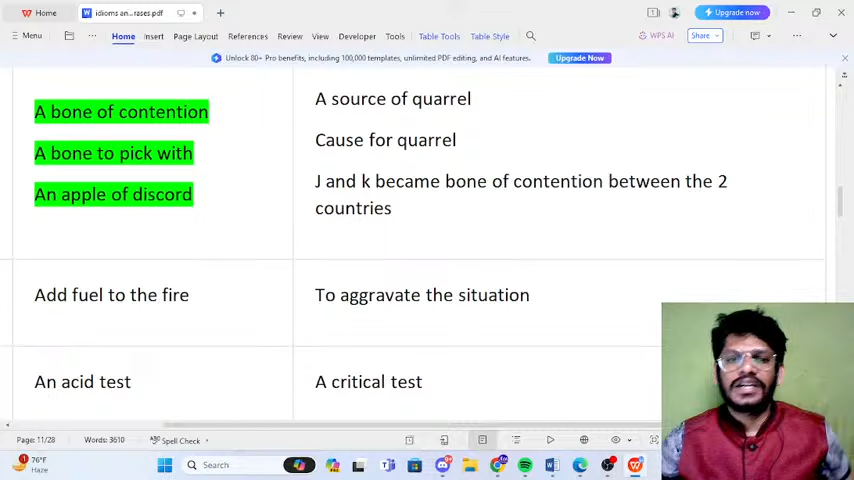 Home
idioms an...rases.pdf
Upgrade now
Menu
Home
Insert
Page Layout
References
Review
View
Developer
Tools
Table Tools
Table Style
WPS AI
Share
Unlock 80+ Pro benefits, including 100,000 templates, unlimited PDF editing, and AI features.
Upgrade Now
A bone of contention
A bone to pick with
An apple of discord
A source of quarrel
Cause for quarrel
J and k became bone of contention between the 2
countries
Add fuel to the fire
To aggravate the situation
An acid test
A critical test
Page: 11/28
Words: 3610
Spell Check
76°F
Haze
Search